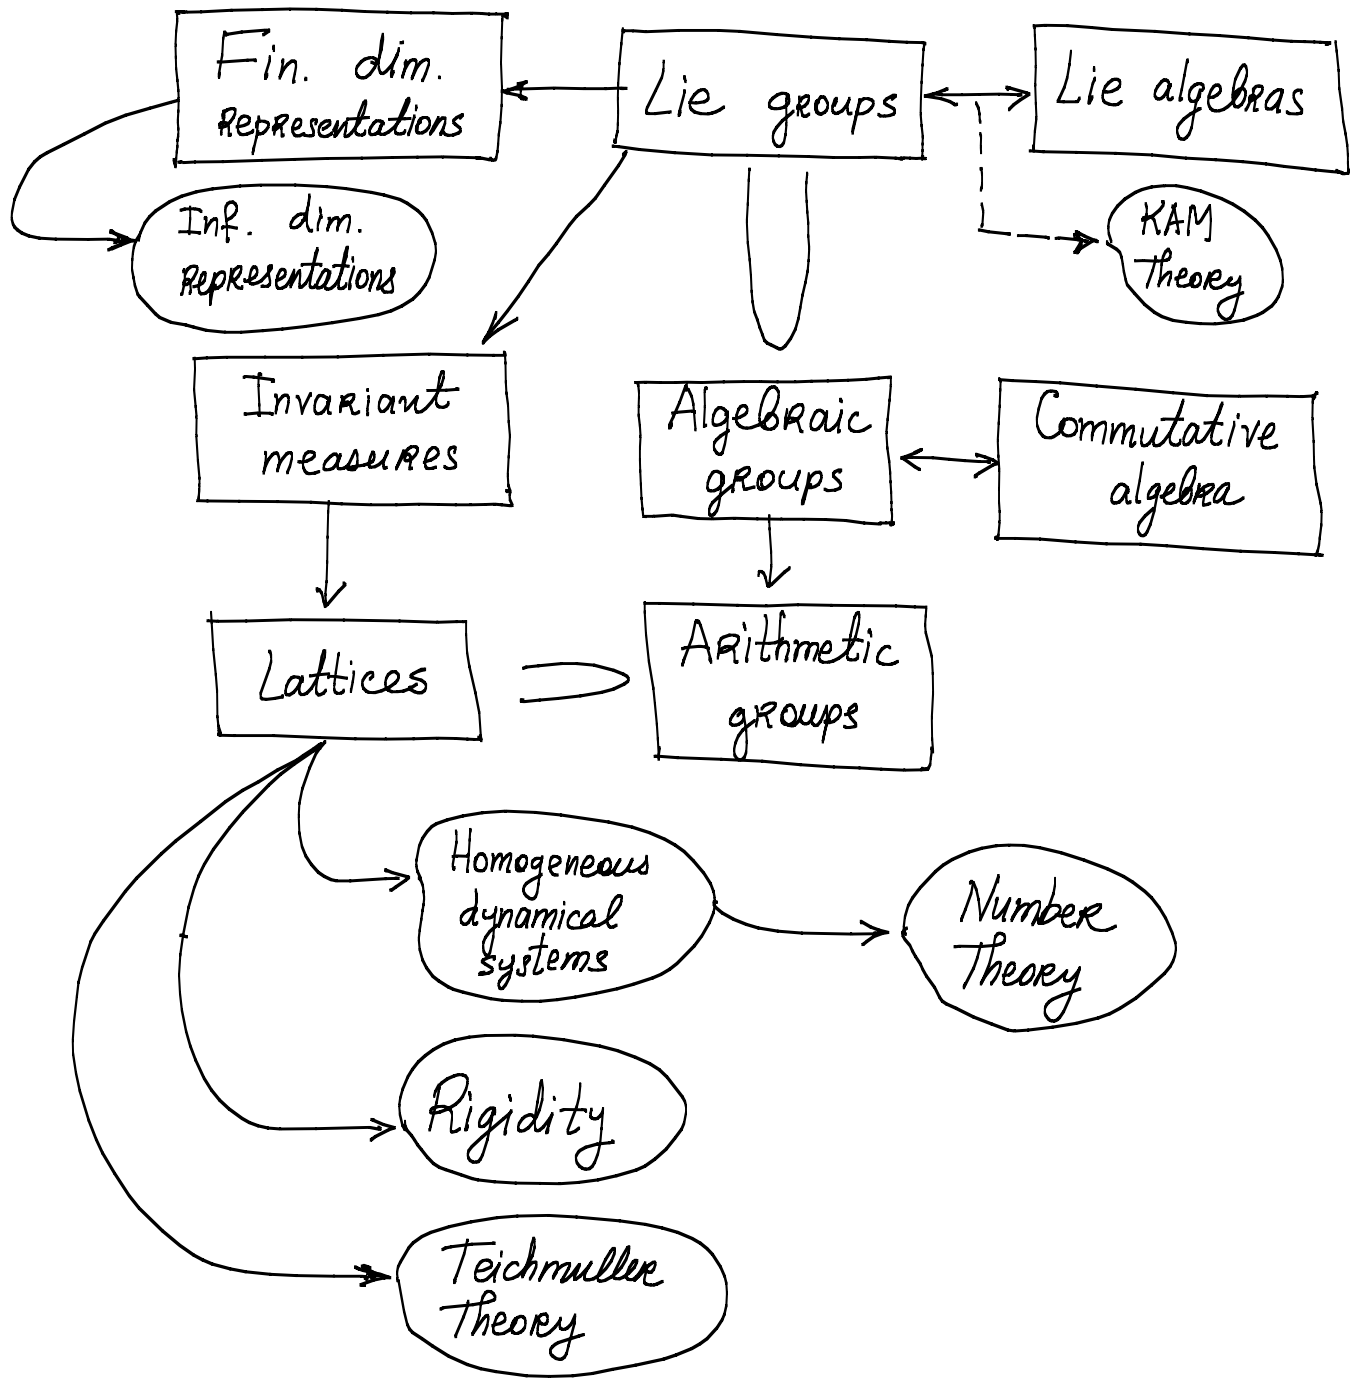 Fin. dim.
Representations
Lie groups
Lie algebras
Inf. dim.
Representations
KAM
Theory
Invariant
measures
Algebraic
groups
Commutative
algebra
Lattices
Arithmetic
groups
Homogeneous
dynamical
systems
Number
Theory
Rigidity
Teichmuller
Theory